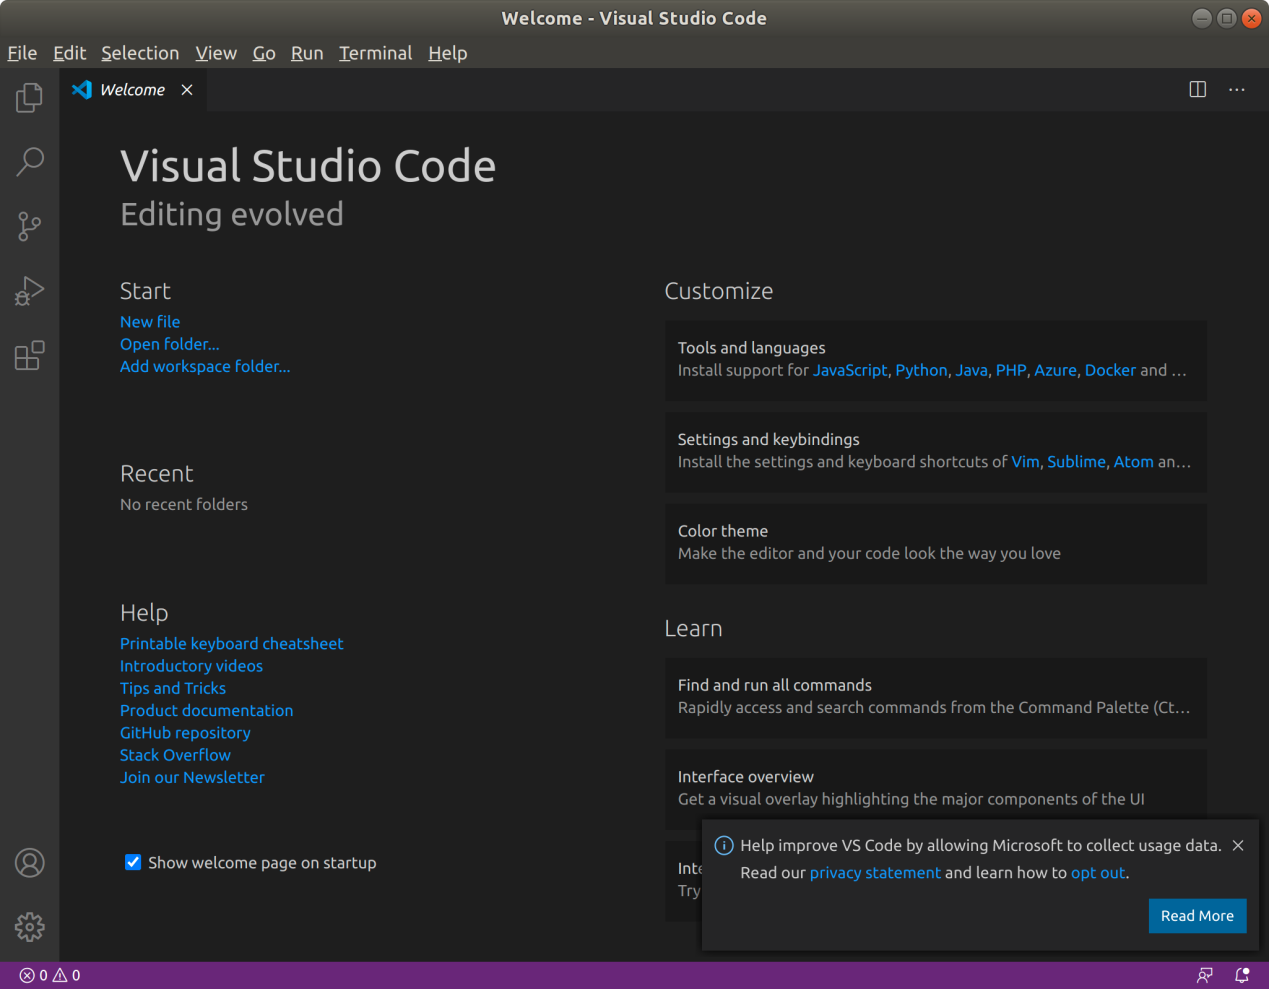 Welcome - Visual Studio Code
File Edit Selection View Go Run Terminal Help
Welcome
Visual Studio Code
Editing evolved
Start
New file
Open folder...
Add workspace folder...
Recent
No recent folders
Help
Printable keyboard cheatsheet
Introductory videos
Tips and Tricks
Product documentation
GitHub repository
Stack Overflow
Join our Newsletter
Show welcome page on startup
Customize
Tools and languages
Install support for JavaScript, Python, Java, PHP, Azure, Docker and ...
Settings and keybindings
Install the settings and keyboard shortcuts of Vim, Sublime, Atom an...
Color theme
Make the editor and your code look the way you love
Learn
Find and run all commands
Rapidly access and search commands from the Command Palette (Ct...
Interface overview
Get a visual overlay highlighting the major components of the UI
Try
Help improve VS Code by allowing Microsoft to collect usage data.
Read our privacy statement and learn how to opt out.
Read More
0 0